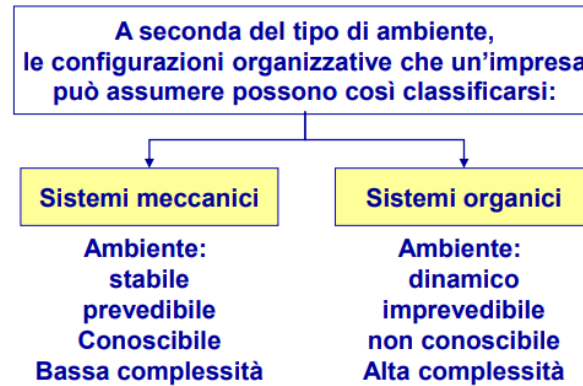 A seconda del tipo di ambiente,
le configurazioni organizzative che un'impresa
può assumere possono così classificarsi:
Sistemi meccanici
Sistemi organici
Ambiente:
stabile
prevedibile
Conoscibile
Bassa complessità
Ambiente:
dinamico
imprevedibile
non conoscibile
Alta complessità